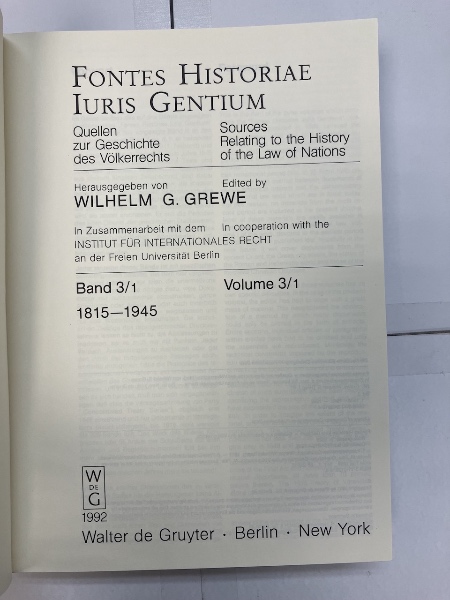 FONTES HISTORIAE
IURIS GENTIUM
Quellen
zur Geschichte
des Völkerrechts
Sources
Relating to the History
of the Law of Nations
Herausgegeben von Edited by
WILHELM G. GREWE
In Zusammenarbeit mit dem In cooperation with the
INSTITUT FÜR INTERNATIONALES RECHT
an der Freien Universität Berlin
Band 3/1 Volume 3/1
1815—1945
W
DE
G
1992
Walter de Gruyter · Berlin · New York